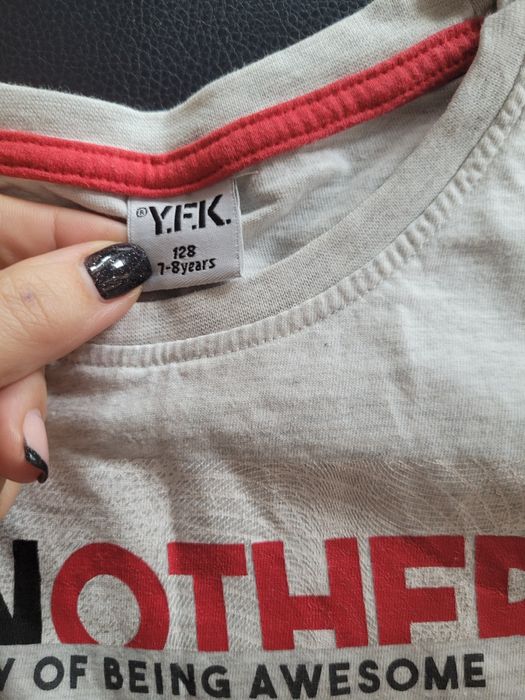 ®Y.F.K.
128
7-8years
NOTHER
Y OF BEING AWESOME